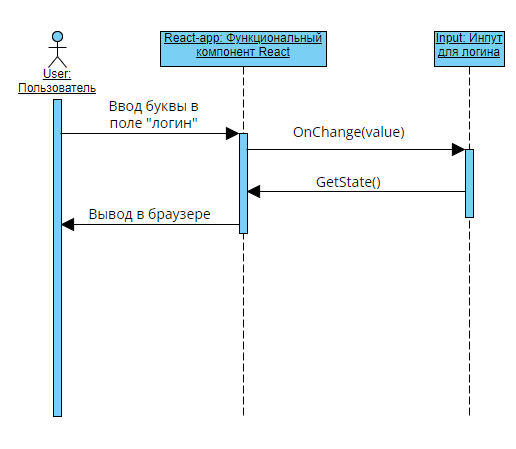 User:
Пользователь
React-app: Функциональный
компонент React
Input: Инпут
для логина
Ввод буквы в
поле "логин"
OnChange(value)
GetState()
Вывод в браузере